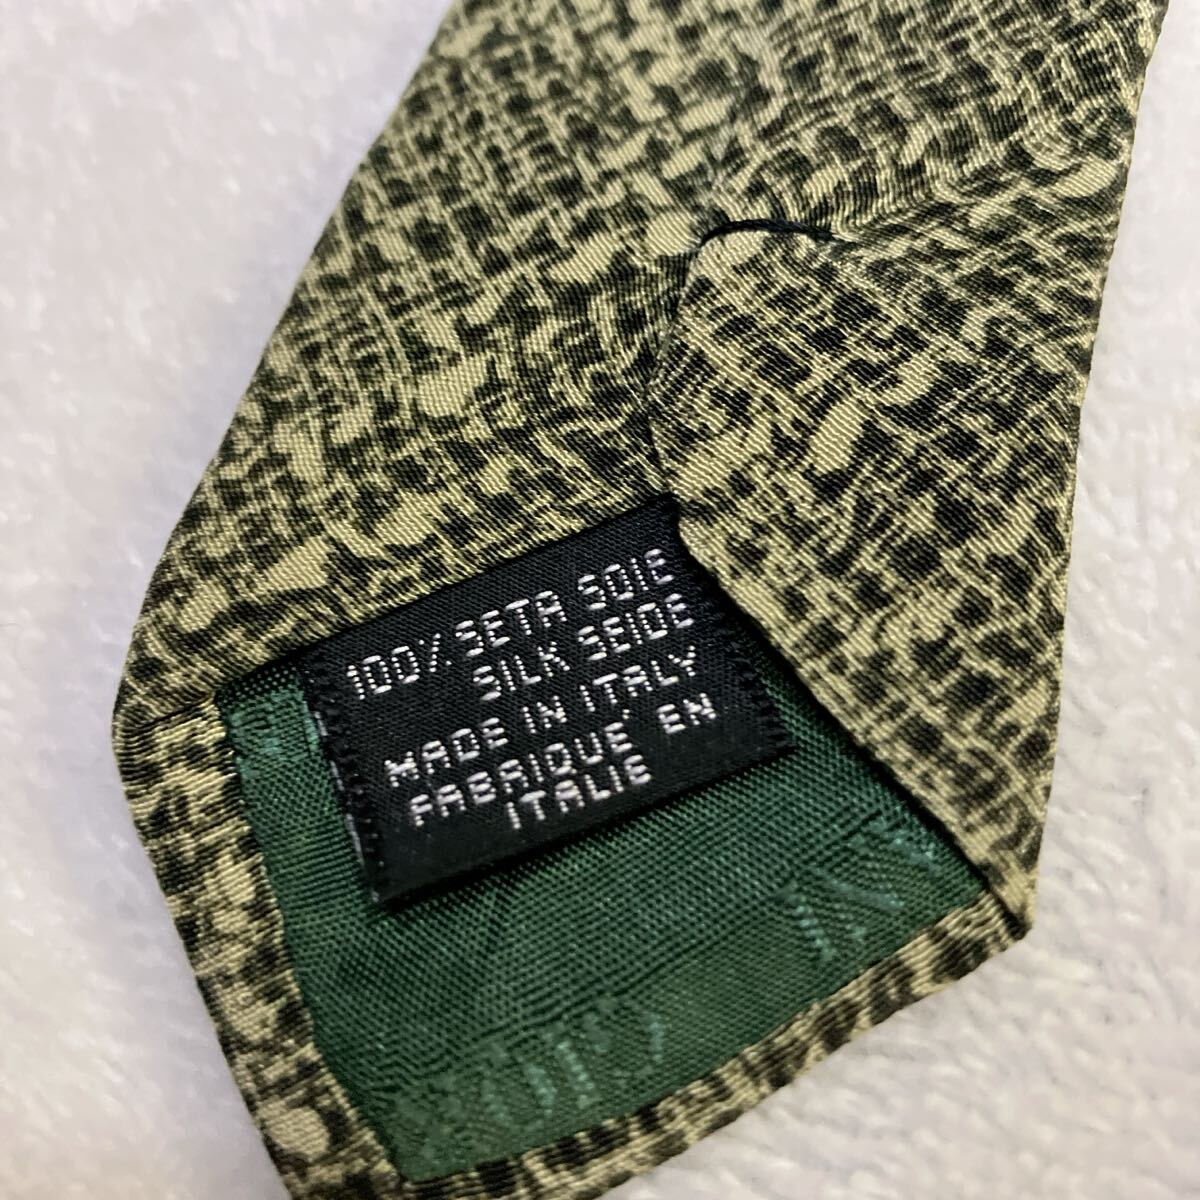 100% SETA SOIE
SILK SEIDE
MADE IN ITALY
FABRIQUE' EN
ITALIE